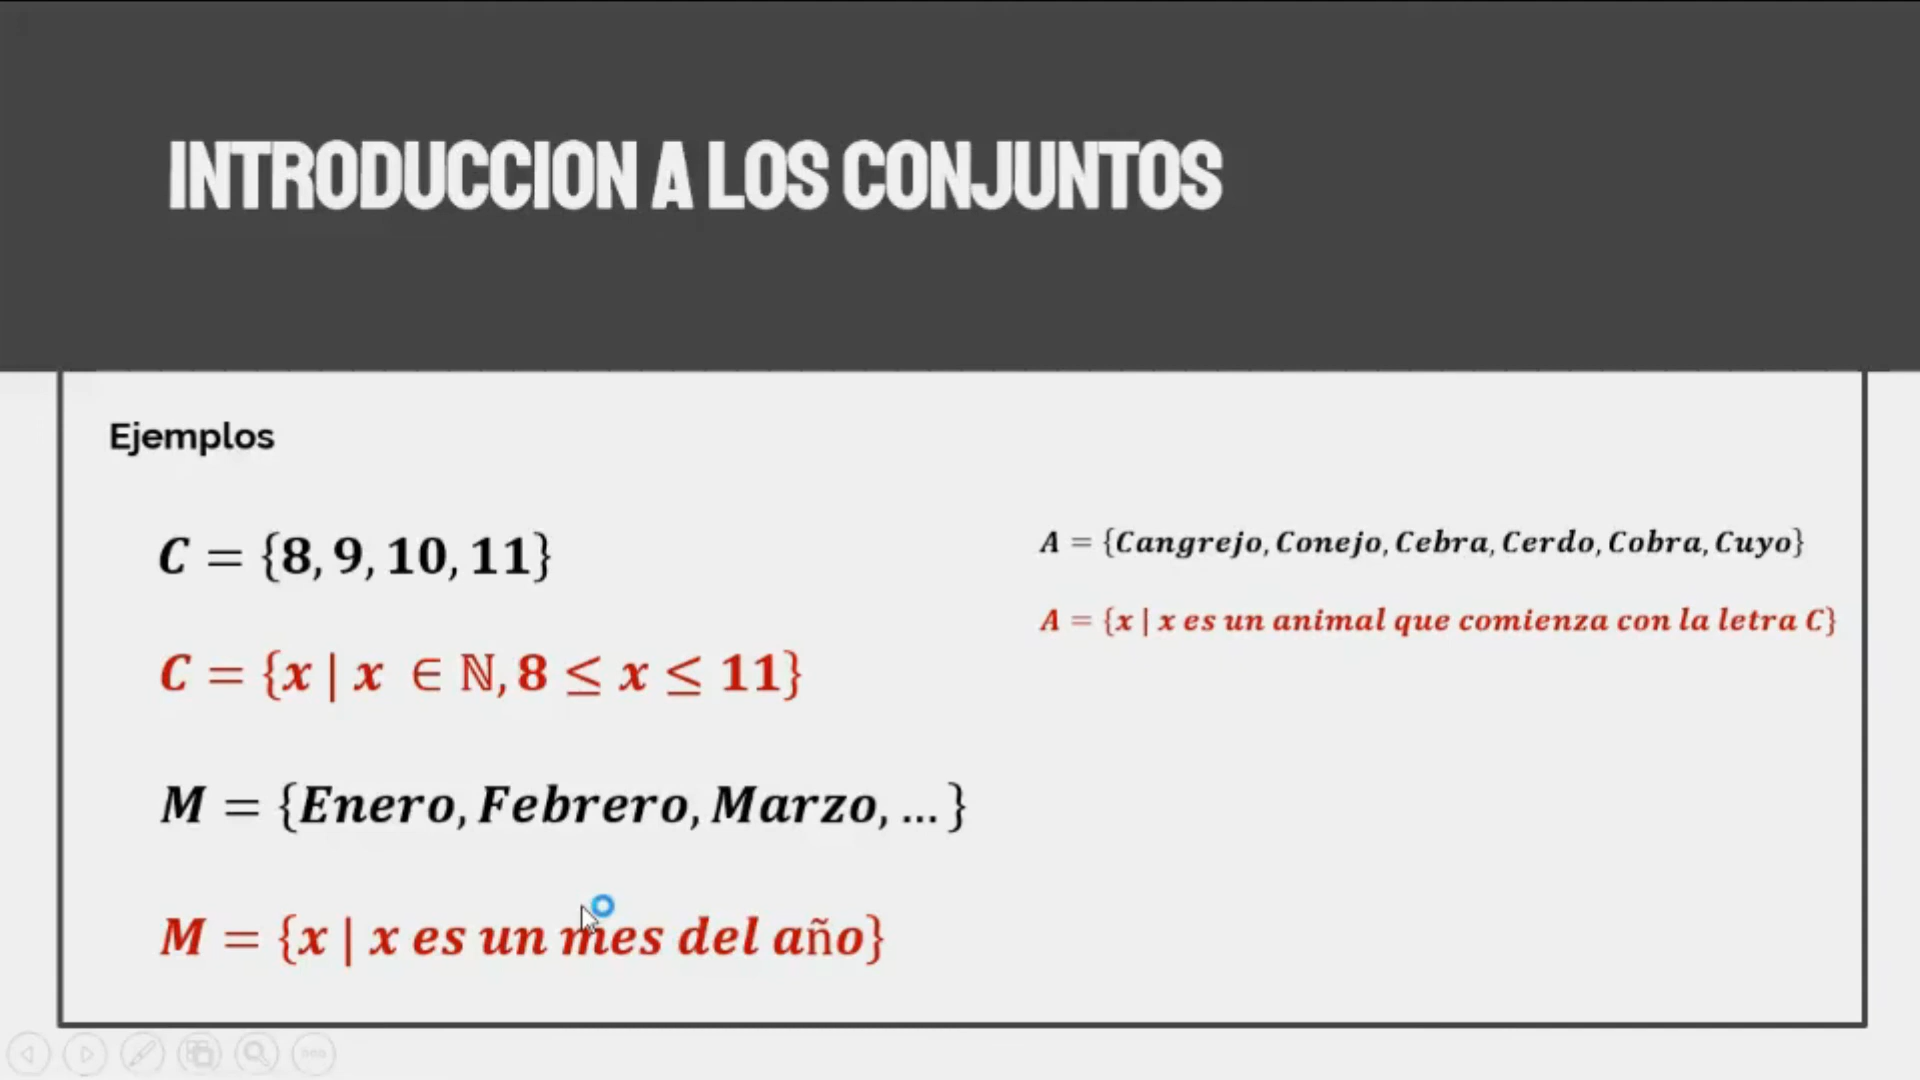 INTRODUCCION A LOS CONJUNTOS
Ejemplos
C = {8, 9, 10, 11}
C = {x | x ∈ ℕ, 8 ≤ x ≤ 11}
M = {Enero, Febrero, Marzo, ... }
M = {x | x es un mes del año}
A = {Cangrejo, Conejo, Cebra, Cerdo, Cobra, Cuyo}
A = {x | x es un animal que comienza con la letra C}